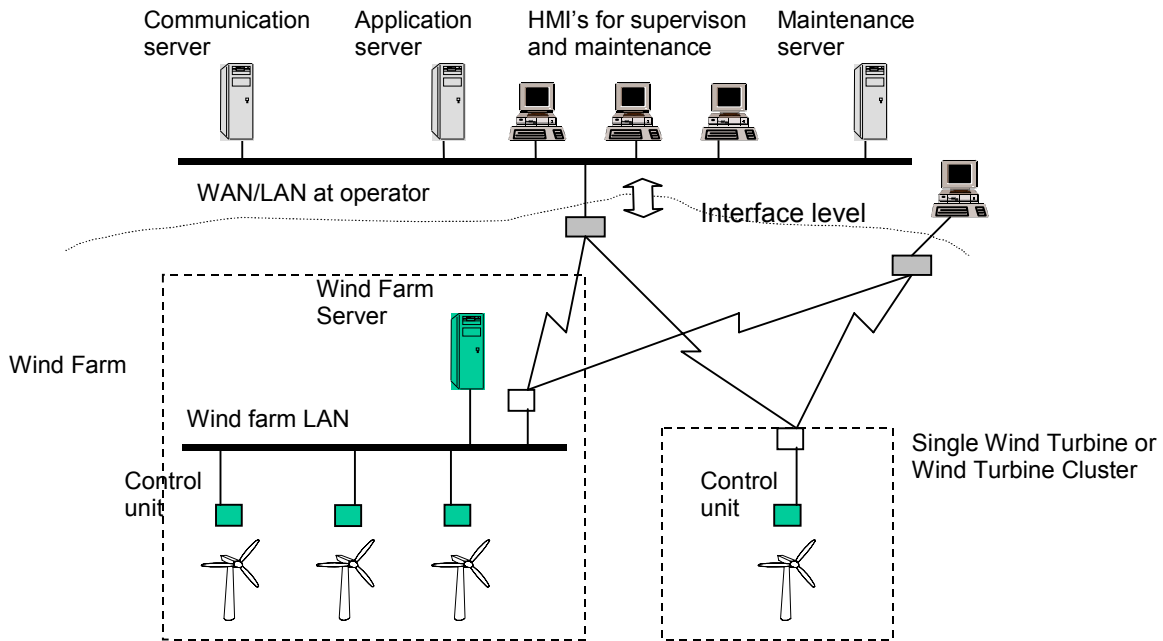 Communication
server
Application
server
HMI's for supervison
and maintenance
Maintenance
server
WAN/LAN at operator
Interface level
Wind Farm
Server
Wind Farm
Wind farm LAN
Control
unit
Control
unit
Single Wind Turbine or
Wind Turbine Cluster